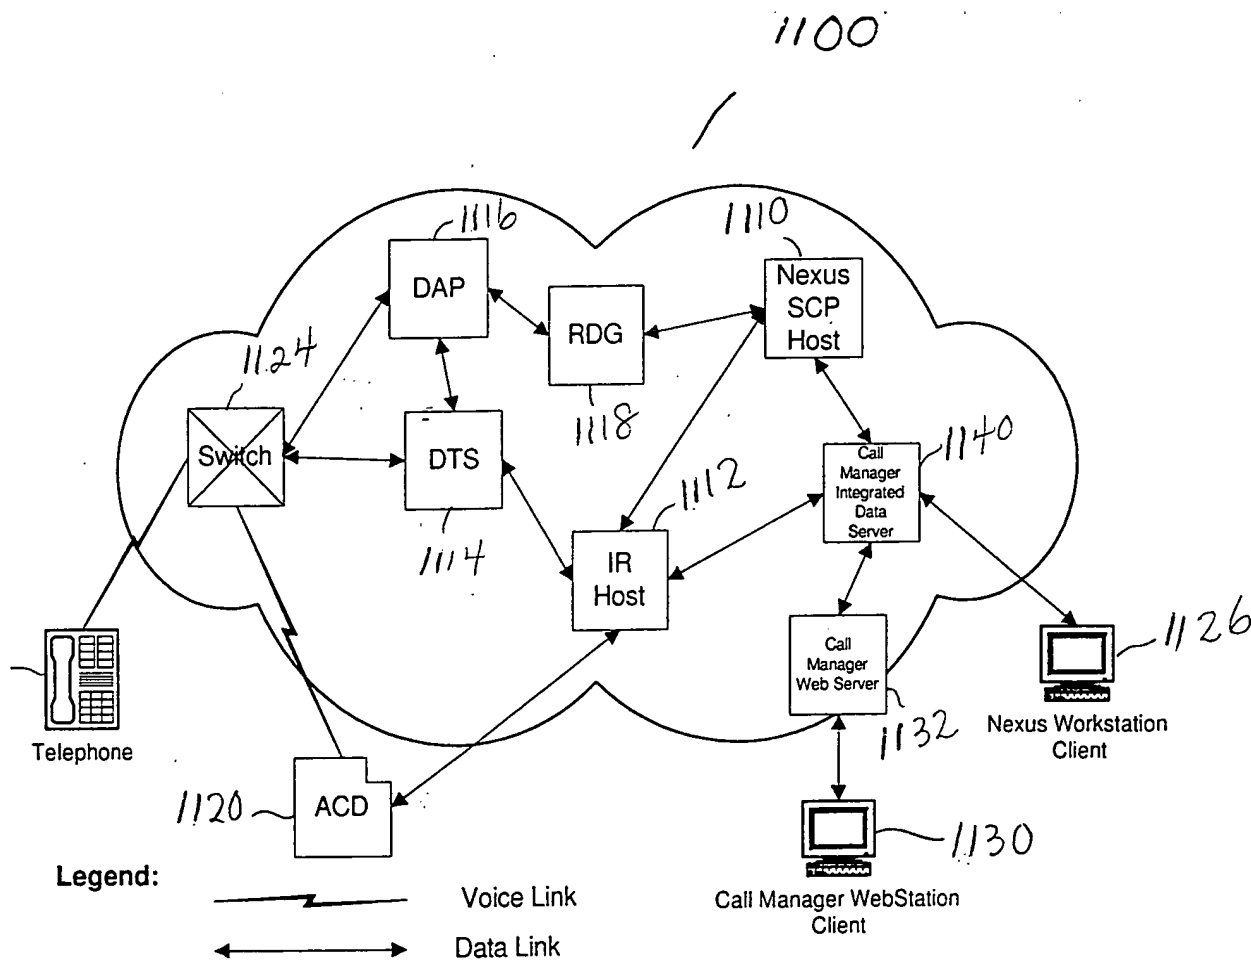 1100
1116
DAP
1110
Nexus
SCP
Host
RDG
1118
1124
Switch
DTS
1114
1112
IR
Host
1140
Call
Manager
Integrated
Data
Server
Call
Manager
Web Server
1132
1126
Nexus Workstation
Client
Telephone
1120
ACD
1130
Call Manager WebStation
Client
Legend:
Voice Link
Data Link